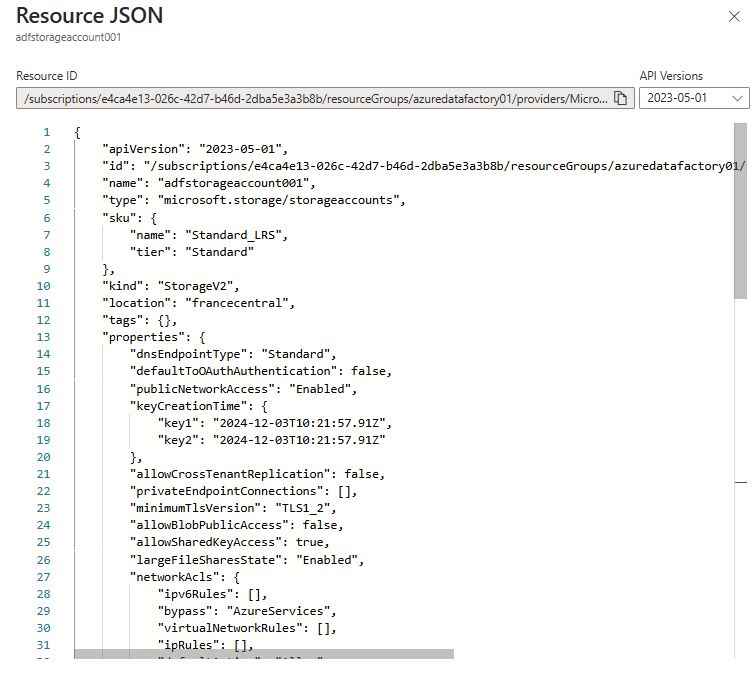 Resource JSON
adfstorageaccount001
Resource ID
API Versions
/subscriptions/e4ca4e13-026c-42d7-b46d-2dba5e3a3b8b/resourceGroups/azuredatafactory01/providers/Micro...
2023-05-01
1 {
2 "apiVersion": "2023-05-01",
3 "id": "/subscriptions/e4ca4e13-026c-42d7-b46d-2dba5e3a3b8b/resourceGroups/azuredatafactory01/
4 "name": "adfstorageaccount001",
5 "type": "microsoft.storage/storageaccounts",
6 "sku": {
7 "name": "Standard_LRS",
8 "tier": "Standard"
9 },
10 "kind": "StorageV2",
11 "location": "francecentral",
12 "tags": {},
13 "properties": {
14 "dnsEndpointType": "Standard",
15 "defaultToOAuthAuthentication": false,
16 "publicNetworkAccess": "Enabled",
17 "keyCreationTime": {
18 "key1": "2024-12-03T10:21:57.91Z",
19 "key2": "2024-12-03T10:21:57.91Z"
20 },
21 "allowCrossTenantReplication": false,
22 "privateEndpointConnections": [],
23 "minimumTlsVersion": "TLS1_2",
24 "allowBlobPublicAccess": false,
25 "allowSharedKeyAccess": true,
26 "largeFileSharesState": "Enabled",
27 "networkAcls": {
28 "ipv6Rules": [],
29 "bypass": "AzureServices",
30 "virtualNetworkRules": [],
31 "ipRules": [],